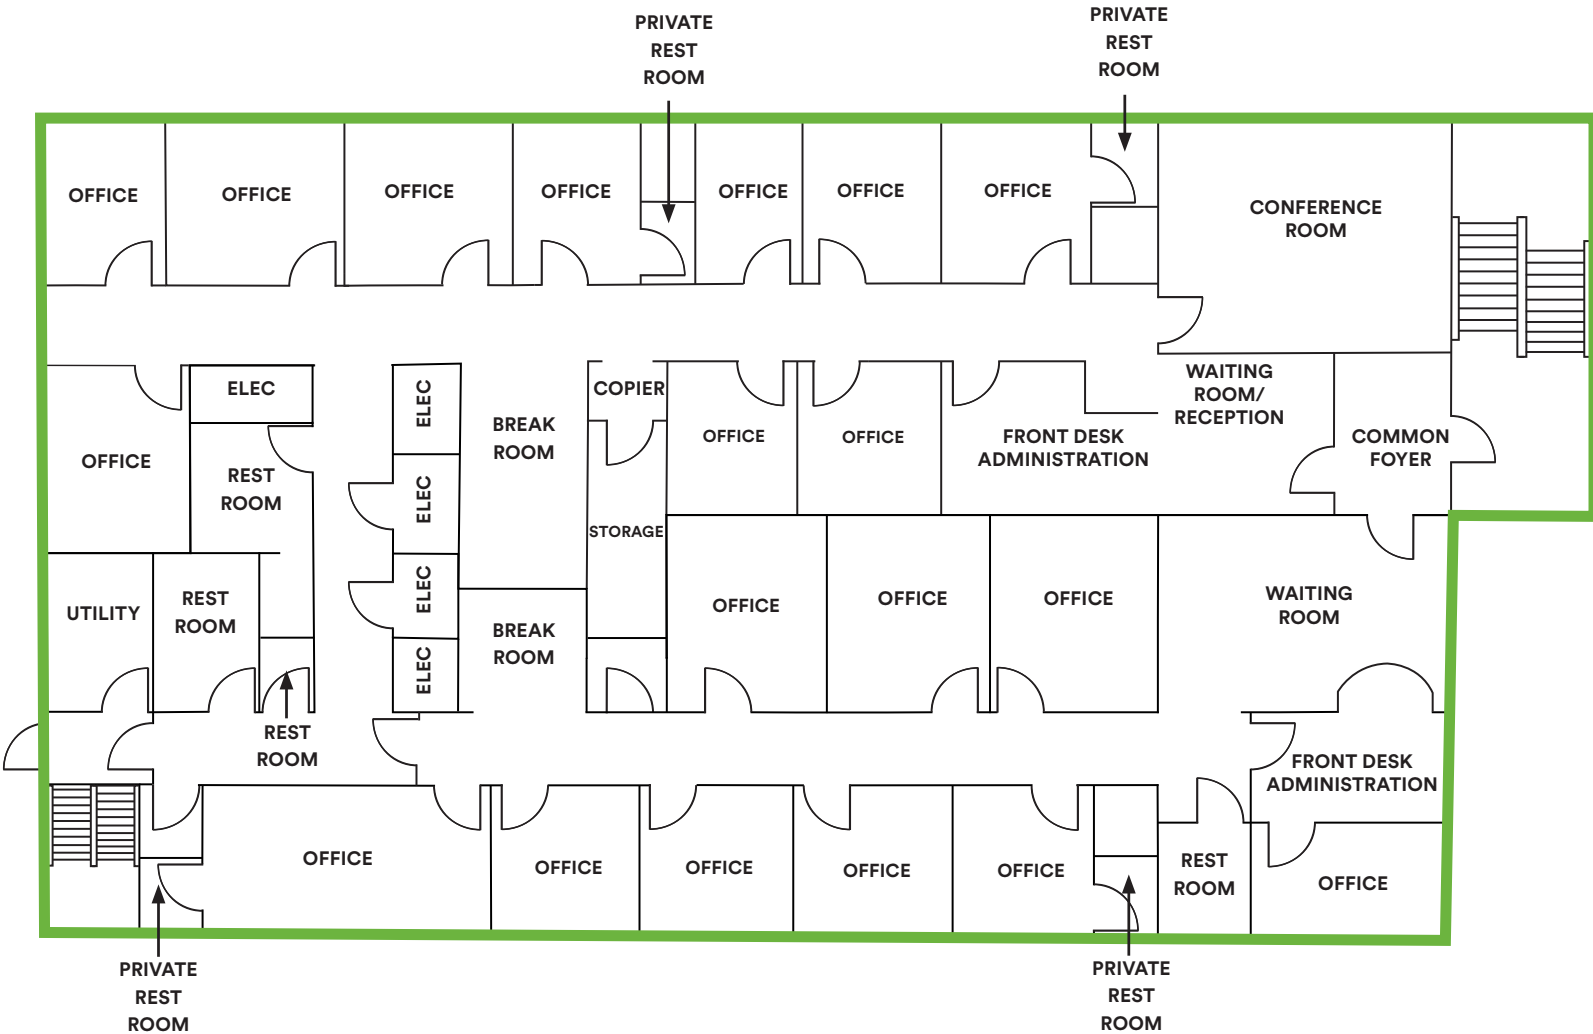 PRIVATE
REST
ROOM
PRIVATE
REST
ROOM
OFFICE
OFFICE
OFFICE
OFFICE
OFFICE
OFFICE
OFFICE
CONFERENCE
ROOM
ELEC
ELEC
COPIER
WAITING
ROOM/
RECEPTION
BREAK
ROOM
OFFICE
OFFICE
FRONT DESK
ADMINISTRATION
COMMON
FOYER
OFFICE
REST
ROOM
ELEC
STORAGE
UTILITY
REST
ROOM
ELEC
BREAK
ROOM
OFFICE
OFFICE
OFFICE
WAITING
ROOM
ELEC
REST
ROOM
FRONT DESK
ADMINISTRATION
OFFICE
OFFICE
OFFICE
OFFICE
OFFICE
REST
ROOM
OFFICE
PRIVATE
REST
ROOM
PRIVATE
REST
ROOM